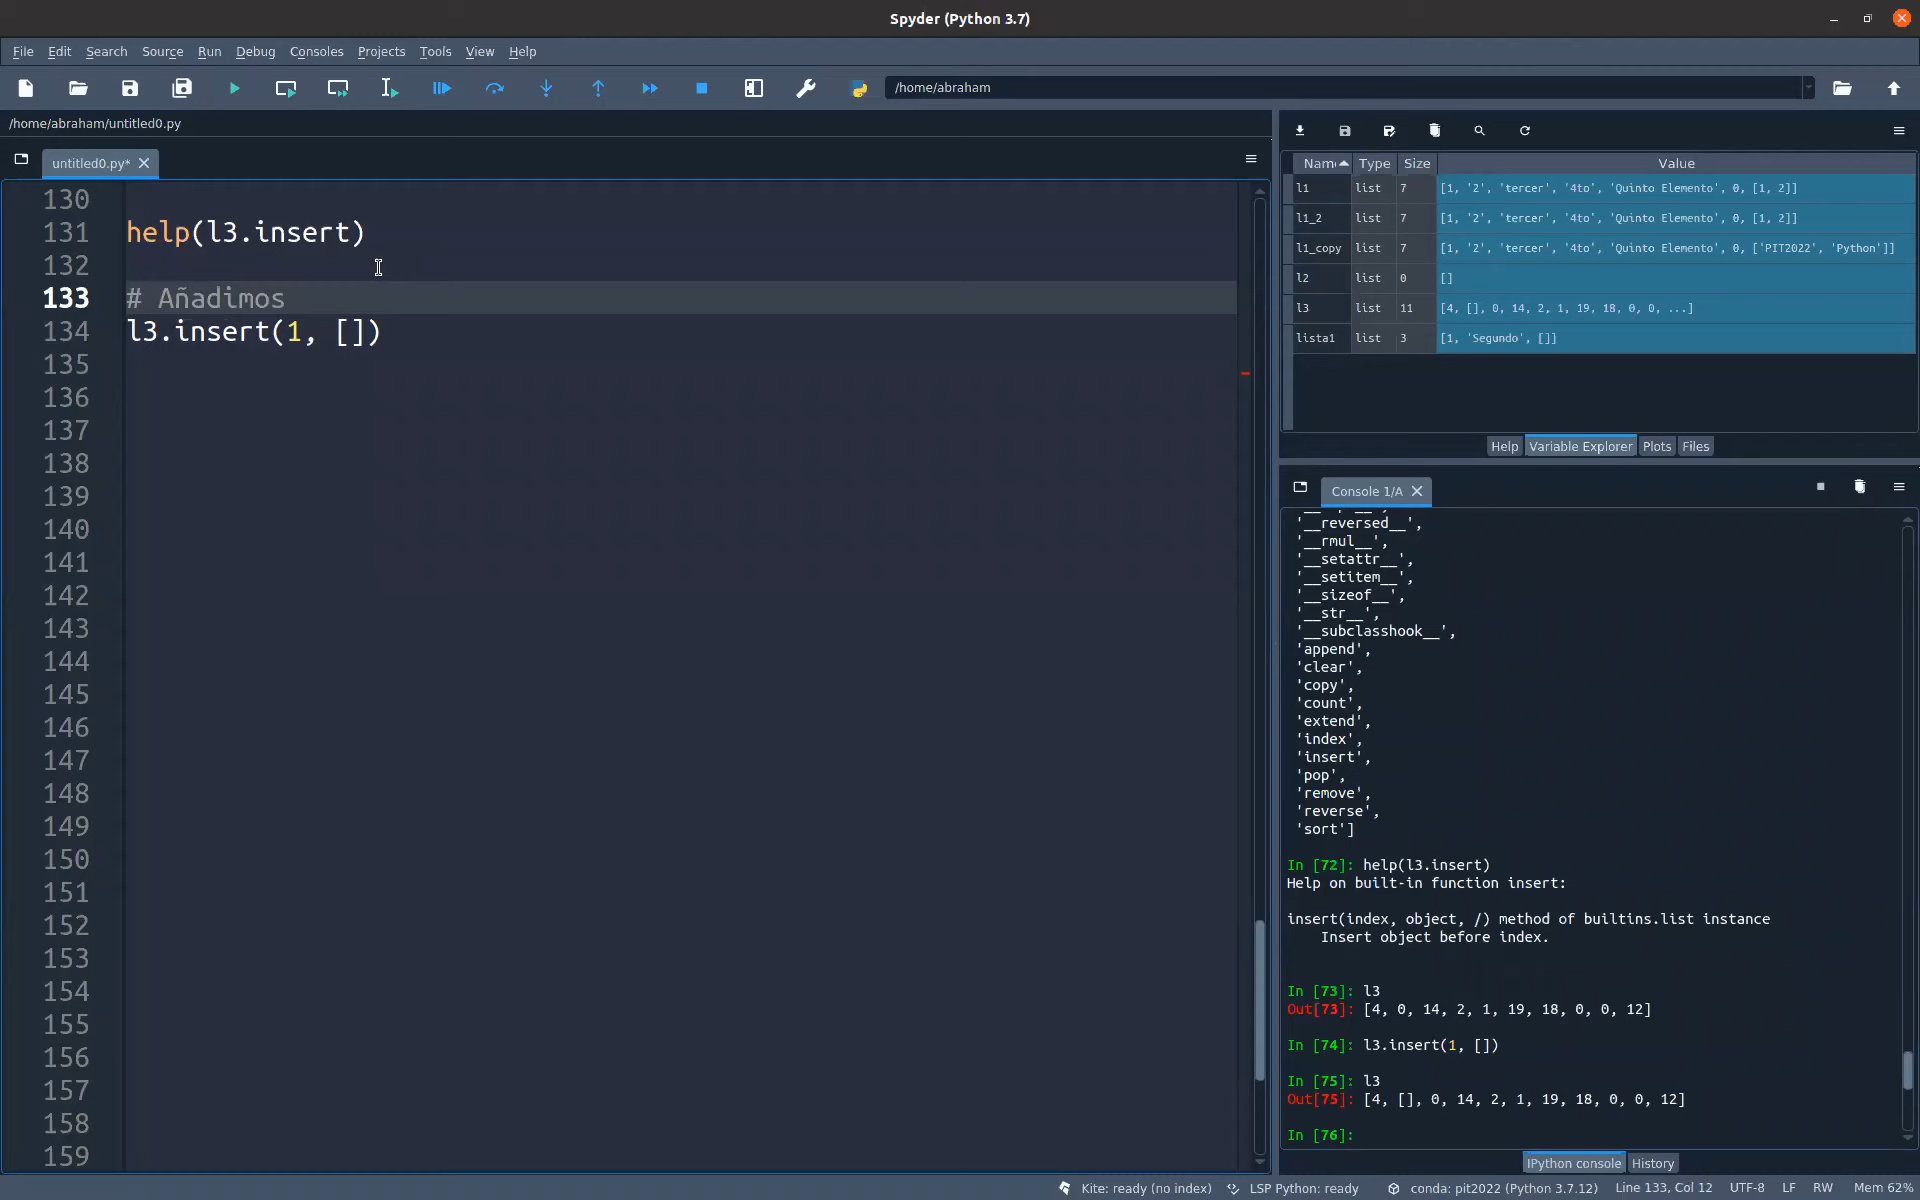 Spyder (Python 3.7)
File Edit Search Source Run Debug Consoles Projects Tools View Help
/home/abraham
/home/abraham/untitled0.py
untitled0.py*
130
131 help(l3.insert)
132
133 # Añadimos
134 l3.insert(1, [])
135
136
137
138
139
140
141
142
143
144
145
146
147
148
149
150
151
152
153
154
155
156
157
158
159
Name Type Size Value
l1 list 7 [1, '2', 'tercer', '4to', 'Quinto Elemento', 0, [1, 2]]
l1_2 list 7 [1, '2', 'tercer', '4to', 'Quinto Elemento', 0, [1, 2]]
l1_copy list 7 [1, '2', 'tercer', '4to', 'Quinto Elemento', 0, ['PIT2022', 'Python']]
l2 list 0 []
l3 list 11 [4, [], 0, 14, 2, 1, 19, 18, 0, 0, ...]
lista1 list 3 [1, 'Segundo', []]
Help Variable Explorer Plots Files
Console 1/A
'__reversed__',
'__rmul__',
'__setattr__',
'__setitem__',
'__sizeof__',
'__str__',
'__subclasshook__',
'append',
'clear',
'copy',
'count',
'extend',
'index',
'insert',
'pop',
'remove',
'reverse',
'sort']
In [72]: help(l3.insert)
Help on built-in function insert:
insert(index, object, /) method of builtins.list instance
Insert object before index.
In [73]: l3
Out[73]: [4, 0, 14, 2, 1, 19, 18, 0, 0, 12]
In [74]: l3.insert(1, [])
In [75]: l3
Out[75]: [4, [], 0, 14, 2, 1, 19, 18, 0, 0, 12]
In [76]:
IPython console History
Kite: ready (no index) LSP Python: ready conda: pit2022 (Python 3.7.12) Line 133, Col 12 UTF-8 LF RW Mem 62%